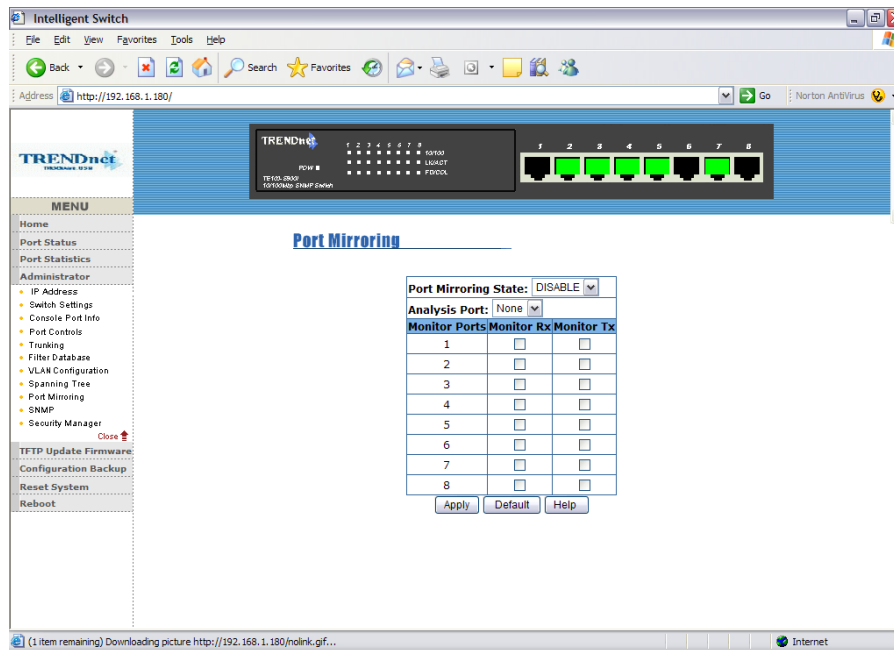 Intelligent Switch
File Edit View Favorites Tools Help
Back Search Favorites
Address http://192.168.1.180/ Go Norton AntiVirus
TRENDnet
TRENDnet
1 2 3 4 5 6 7 8
10/100
POW LK/ACT
FD/COL
TE100-S800i
10/100Mbps SNMP Switch
1 2 3 4 5 6 7 8
MENU
Home
Port Status
Port Statistics
Administrator
IP Address
Switch Settings
Console Port Info
Port Controls
Trunking
Filter Database
VLAN Configuration
Spanning Tree
Port Mirroring
SNMP
Security Manager
Close
TFTP Update Firmware
Configuration Backup
Reset System
Reboot
Port Mirroring
Port Mirroring State: DISABLE
Analysis Port: None
Monitor Ports Monitor Rx Monitor Tx
1
2
3
4
5
6
7
8
Apply Default Help
(1 item remaining) Downloading picture http://192.168.1.180/nolink.gif... Internet